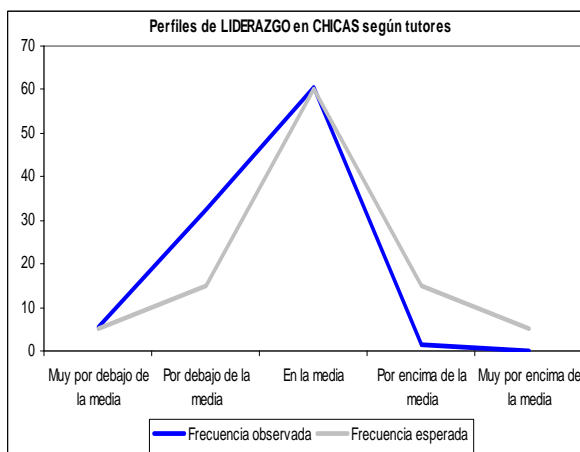 Perfiles de LIDERAZGO en CHICAS según tutores
70
60
50
40
30
20
10
0
Muy por debajo de
la media
Por debajo de la
media
En la media
Por encima de la
media
Muy por encima de
la media
Frecuencia observada
Frecuencia esperada